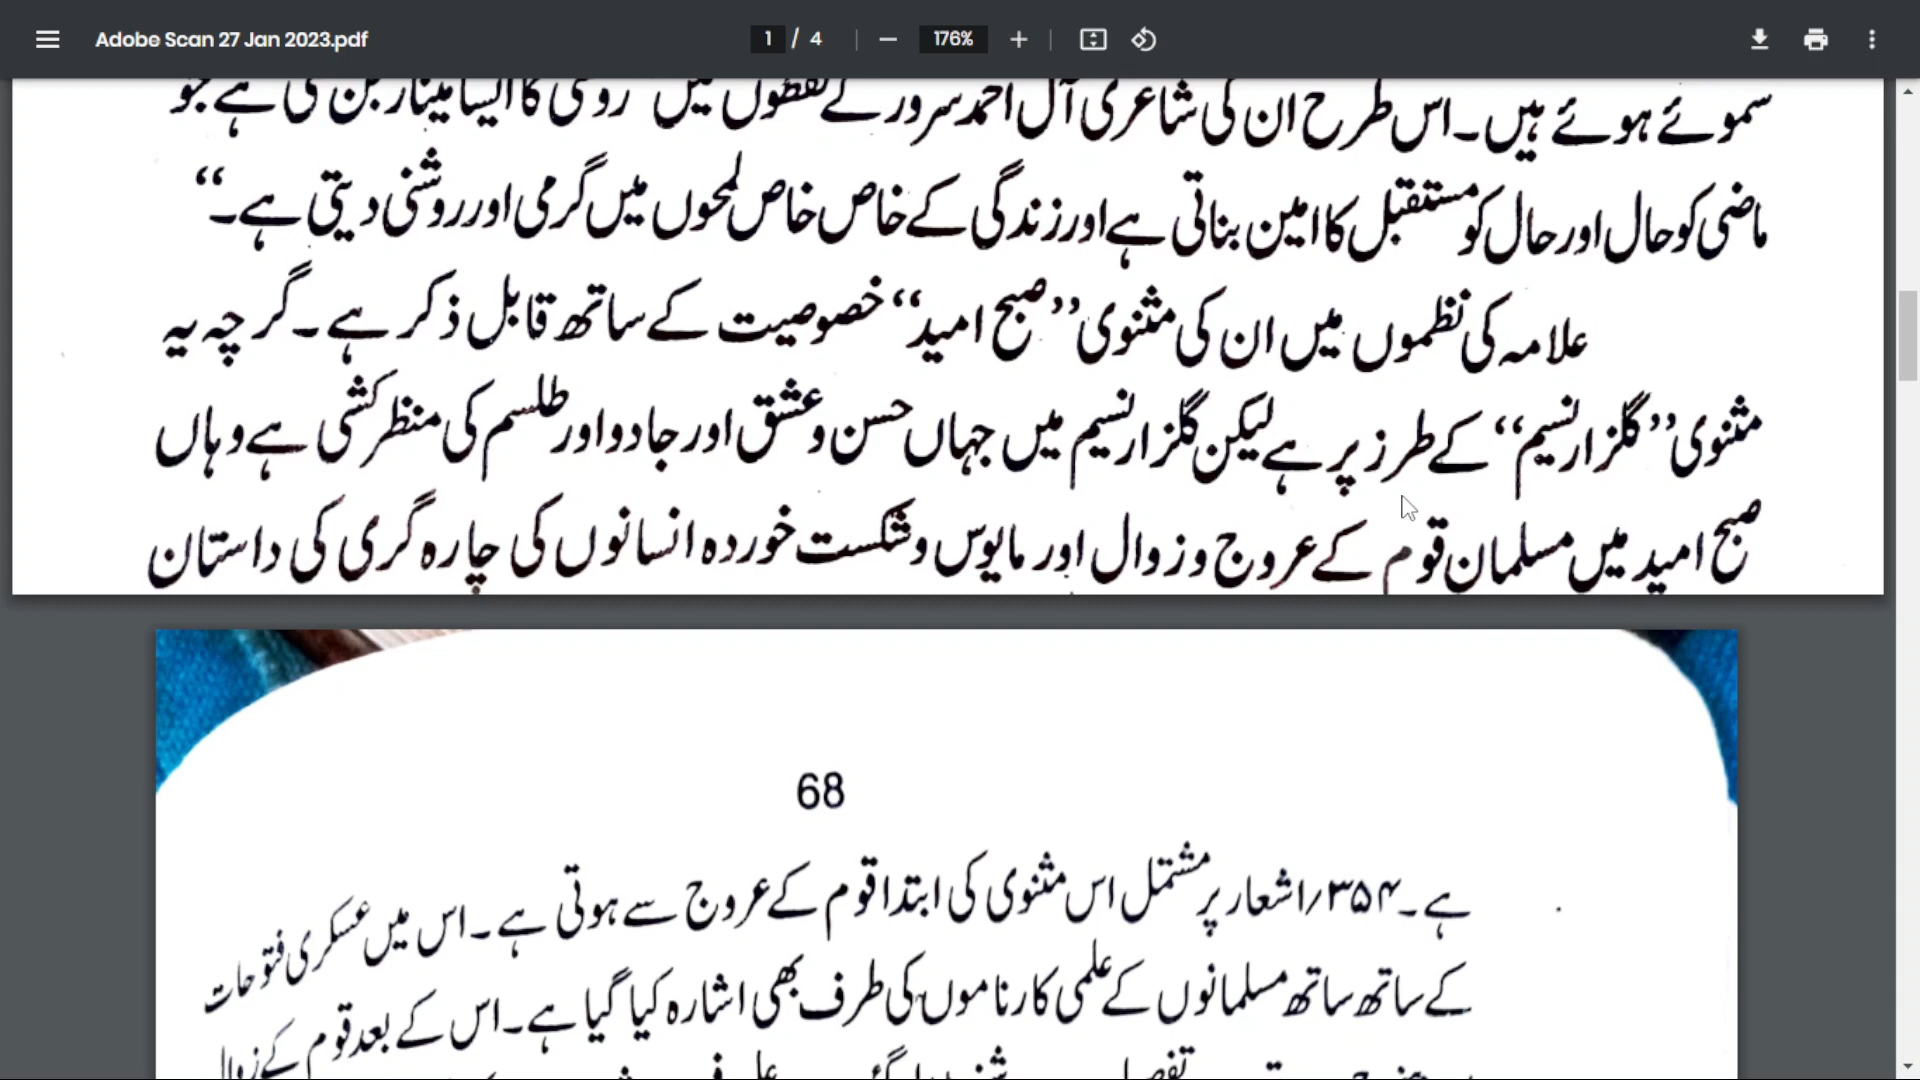 Adobe Scan 27 Jan 2023.pdf
1 / 4
176%
سموئے ہوئے ہیں۔ اس طرح ان کی شاعری آل احمد سرور کے لفظوں میں ”روشنی کا ایسا مینار بن گئی ہے جو
ماضی کو حال اور حال کو مستقبل کا امین بناتی ہے اور زندگی کے خاص خاص لمحوں میں گرمی اور روشنی دیتی ہے۔“
علامہ کی نظموں میں ان کی مثنوی ”صبح امید“ خصوصیت کے ساتھ قابل ذکر ہے۔ گرچہ یہ
مثنوی ”گلزار نسیم“ کے طرز پر ہے لیکن گلزار نسیم میں جہاں حسن و عشق اور جادو اور طلسم کی منظر کشی ہے وہاں
صبح امید میں مسلمان قوم کے عروج و زوال اور مایوس و شکست خوردہ انسانوں کی چارہ گری کی داستان
68
ہے۔ ۳۵۴/اشعار پر مشتمل اس مثنوی کی ابتدا قوم کے عروج سے ہوتی ہے۔ اس میں عسکری فتوحات
کے ساتھ ساتھ مسلمانوں کے علمی کارناموں کی طرف بھی اشارہ کیا گیا ہے۔ اس کے بعد قوم کے زوال